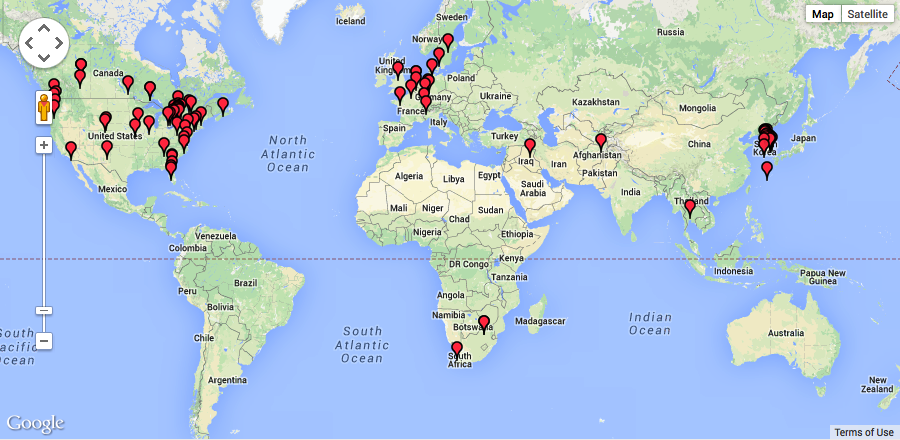 Map
Satellite
Sweden
Iceland
Norway
Russia
United
Kingdom
Canada
Poland
Germany
Ukraine
Kazakhstan
Mongolia
France
Italy
Spain
Turkey
United States
North
Atlantic
Ocean
China
South
Korea
Japan
Iraq
Iran
Afghanistan
Pakistan
Algeria
Libya
Egypt
Saudi
Arabia
India
Mexico
Mali
Niger
Chad
Sudan
Thailand
Nigeria
Ethiopia
Venezuela
Colombia
Kenya
DR Congo
Tanzania
Indonesia
Papua New
Guinea
Peru
Brazil
Angola
Bolivia
Namibia
Botswana
Madagascar
South
Pacific
Ocean
Chile
South
Atlantic
Ocean
Indian
Ocean
Australia
South
Africa
Argentina
New
Zealand
Google
Terms of Use